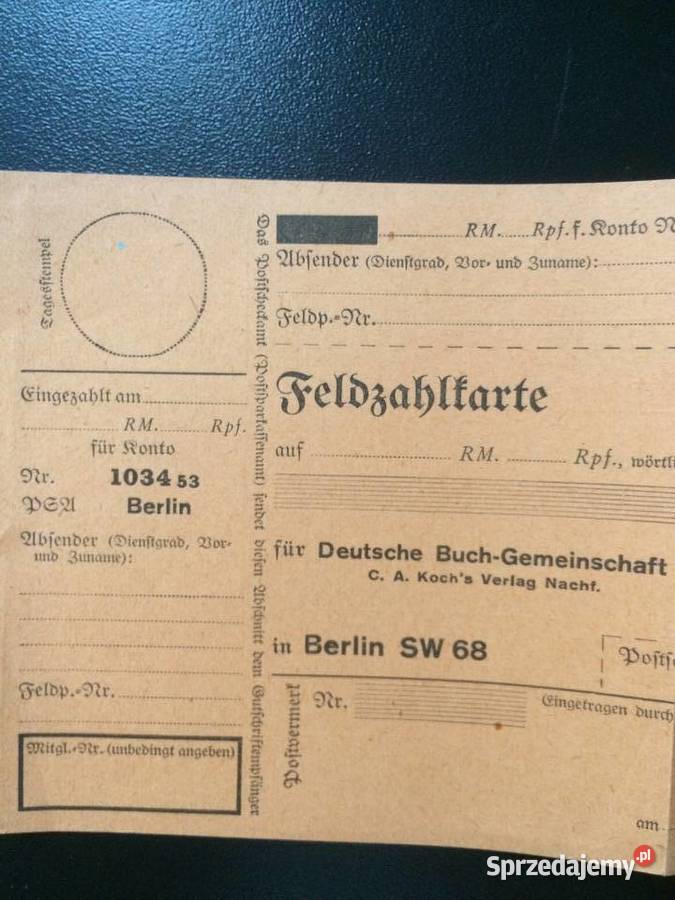 Tagesstempel
Eingezahlt am
RM. Rpf.
für Konto
Nr. 1034 53
PSA Berlin
Absender (Dienstgrad, Vor-
und Zuname):
Feldp.-Nr.
Mitgl.-Nr. (unbedingt angeben)
Das Postscheckamt (Postsparkassenamt) sendet diesen Abschnitt dem Gutschriftempfänger
RM. Rpf. f. Konto N
Absender (Dienstgrad, Vor- und Zuname):
Feldp.-Nr.
Feldzahlkarte
auf RM. Rpf., wörtli
für Deutsche Buch-Gemeinschaft
C. A. Koch's Verlag Nachf.
in Berlin SW 68
Posts
Postvermerk
Nr.
Eingetragen durch
am
Sprzedajemy.pl